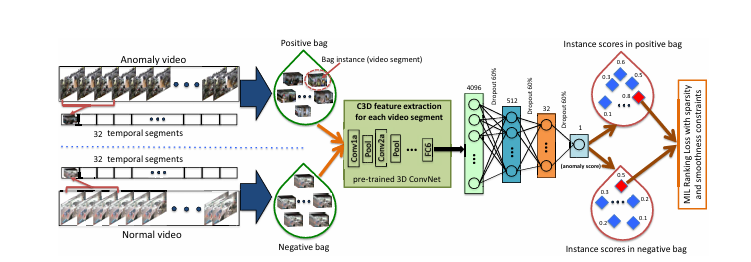 Anomaly video
32 temporal segments
32 temporal segments
Normal video
Positive bag
Bag instance (video segment)
Negative bag
C3D feature extraction
for each video segment
Conv1a
Pool
Conv2a
Pool
FC6
pre-trained 3D ConvNet
4096
Dropout 60%
512
Dropout 60%
32
Dropout 60%
1
(anomaly score)
Instance scores in positive bag
0.6
0.3
0.5
0.8
0.1
0.5
0.3
0.2
0.2
0.1
Instance scores in negative bag
MIL Ranking Loss with sparsity
and smoothness constraints